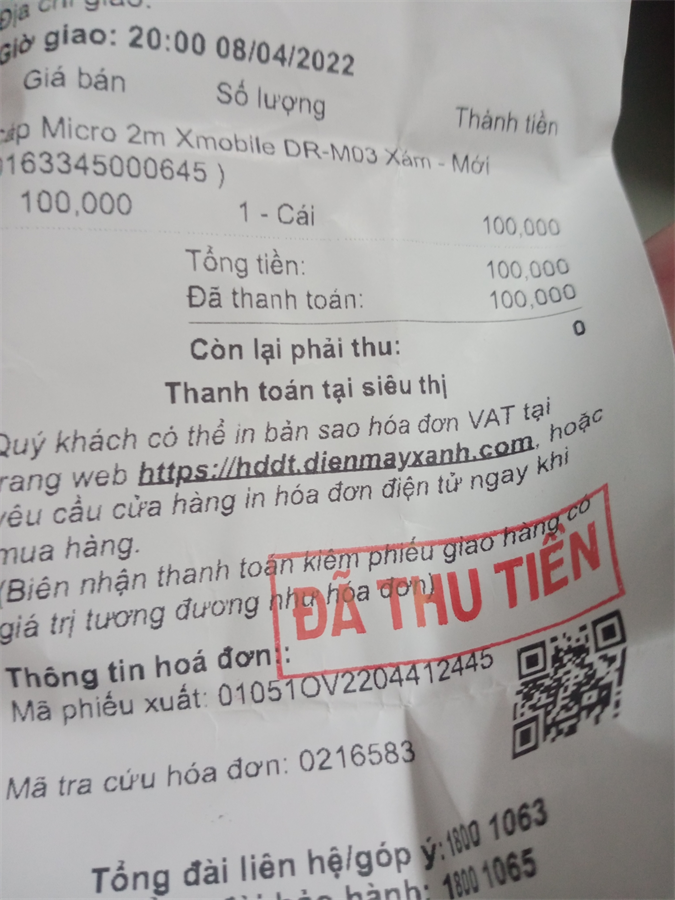 Địa chỉ giao:
Giờ giao: 20:00 08/04/2022
Giá bán Số lượng Thành tiền
Cáp Micro 2m Xmobile DR-M03 Xám - Mới
0163345000645 )
100,000 1 - Cái 100,000
Tổng tiền: 100,000
Đã thanh toán: 100,000
Còn lại phải thu: 0
Thanh toán tại siêu thị
Quý khách có thể in bản sao hóa đơn VAT tại
trang web https://hddt.dienmayxanh.com, hoặc
yêu cầu cửa hàng in hóa đơn điện tử ngay khi
mua hàng.
(Biên nhận thanh toán kiêm phiếu giao hàng có
giá trị tương đương như hóa đơn)
ĐÃ THU TIỀN
Thông tin hoá đơn::
Mã phiếu xuất: 01051OV2204412445
Mã tra cứu hóa đơn: 0216583
Tổng đài liên hệ/góp ý:1800 1063
hành: 1800 1065